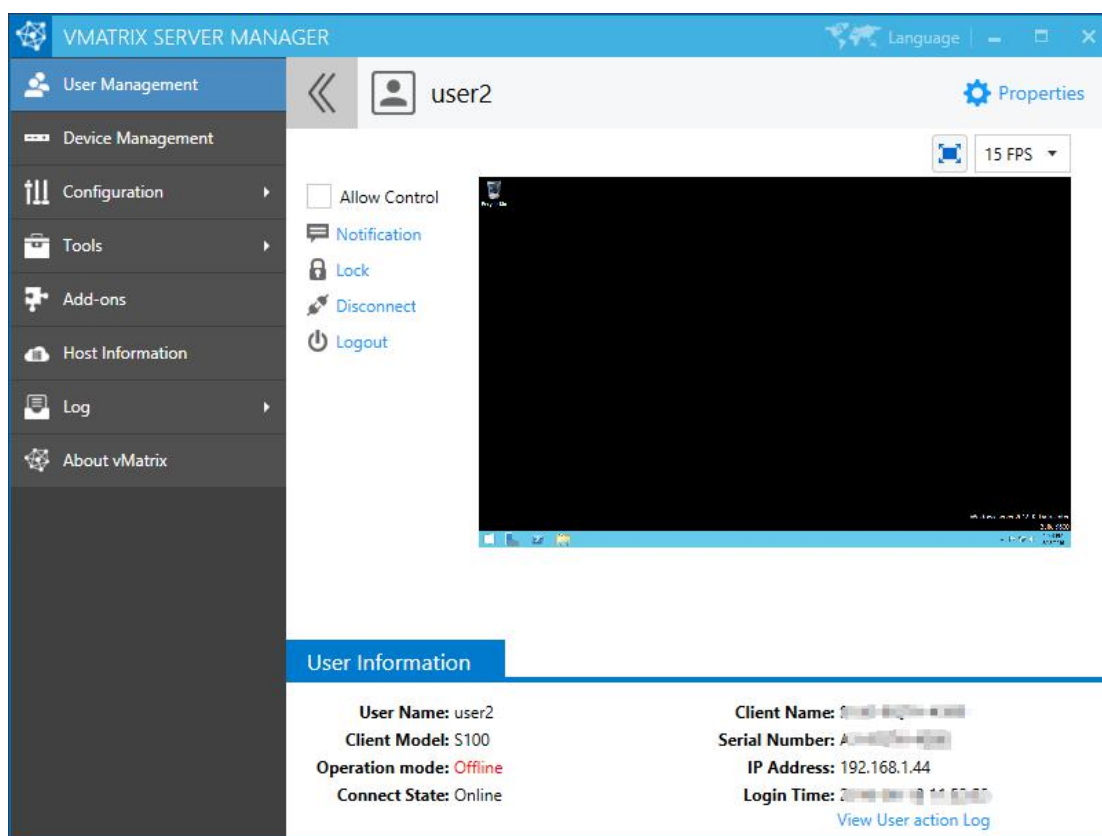 VMATRIX SERVER MANAGER
Language
User Management
user2
Properties
Device Management
15 FPS
Configuration
Allow Control
Notification
Tools
Lock
Add-ons
Disconnect
Host Information
Logout
Log
About vMatrix
User Information
User Name: user2
Client Name:
Client Model: S100
Serial Number:
Operation mode: Offline
IP Address: 192.168.1.44
Connect State: Online
Login Time:
View User action Log